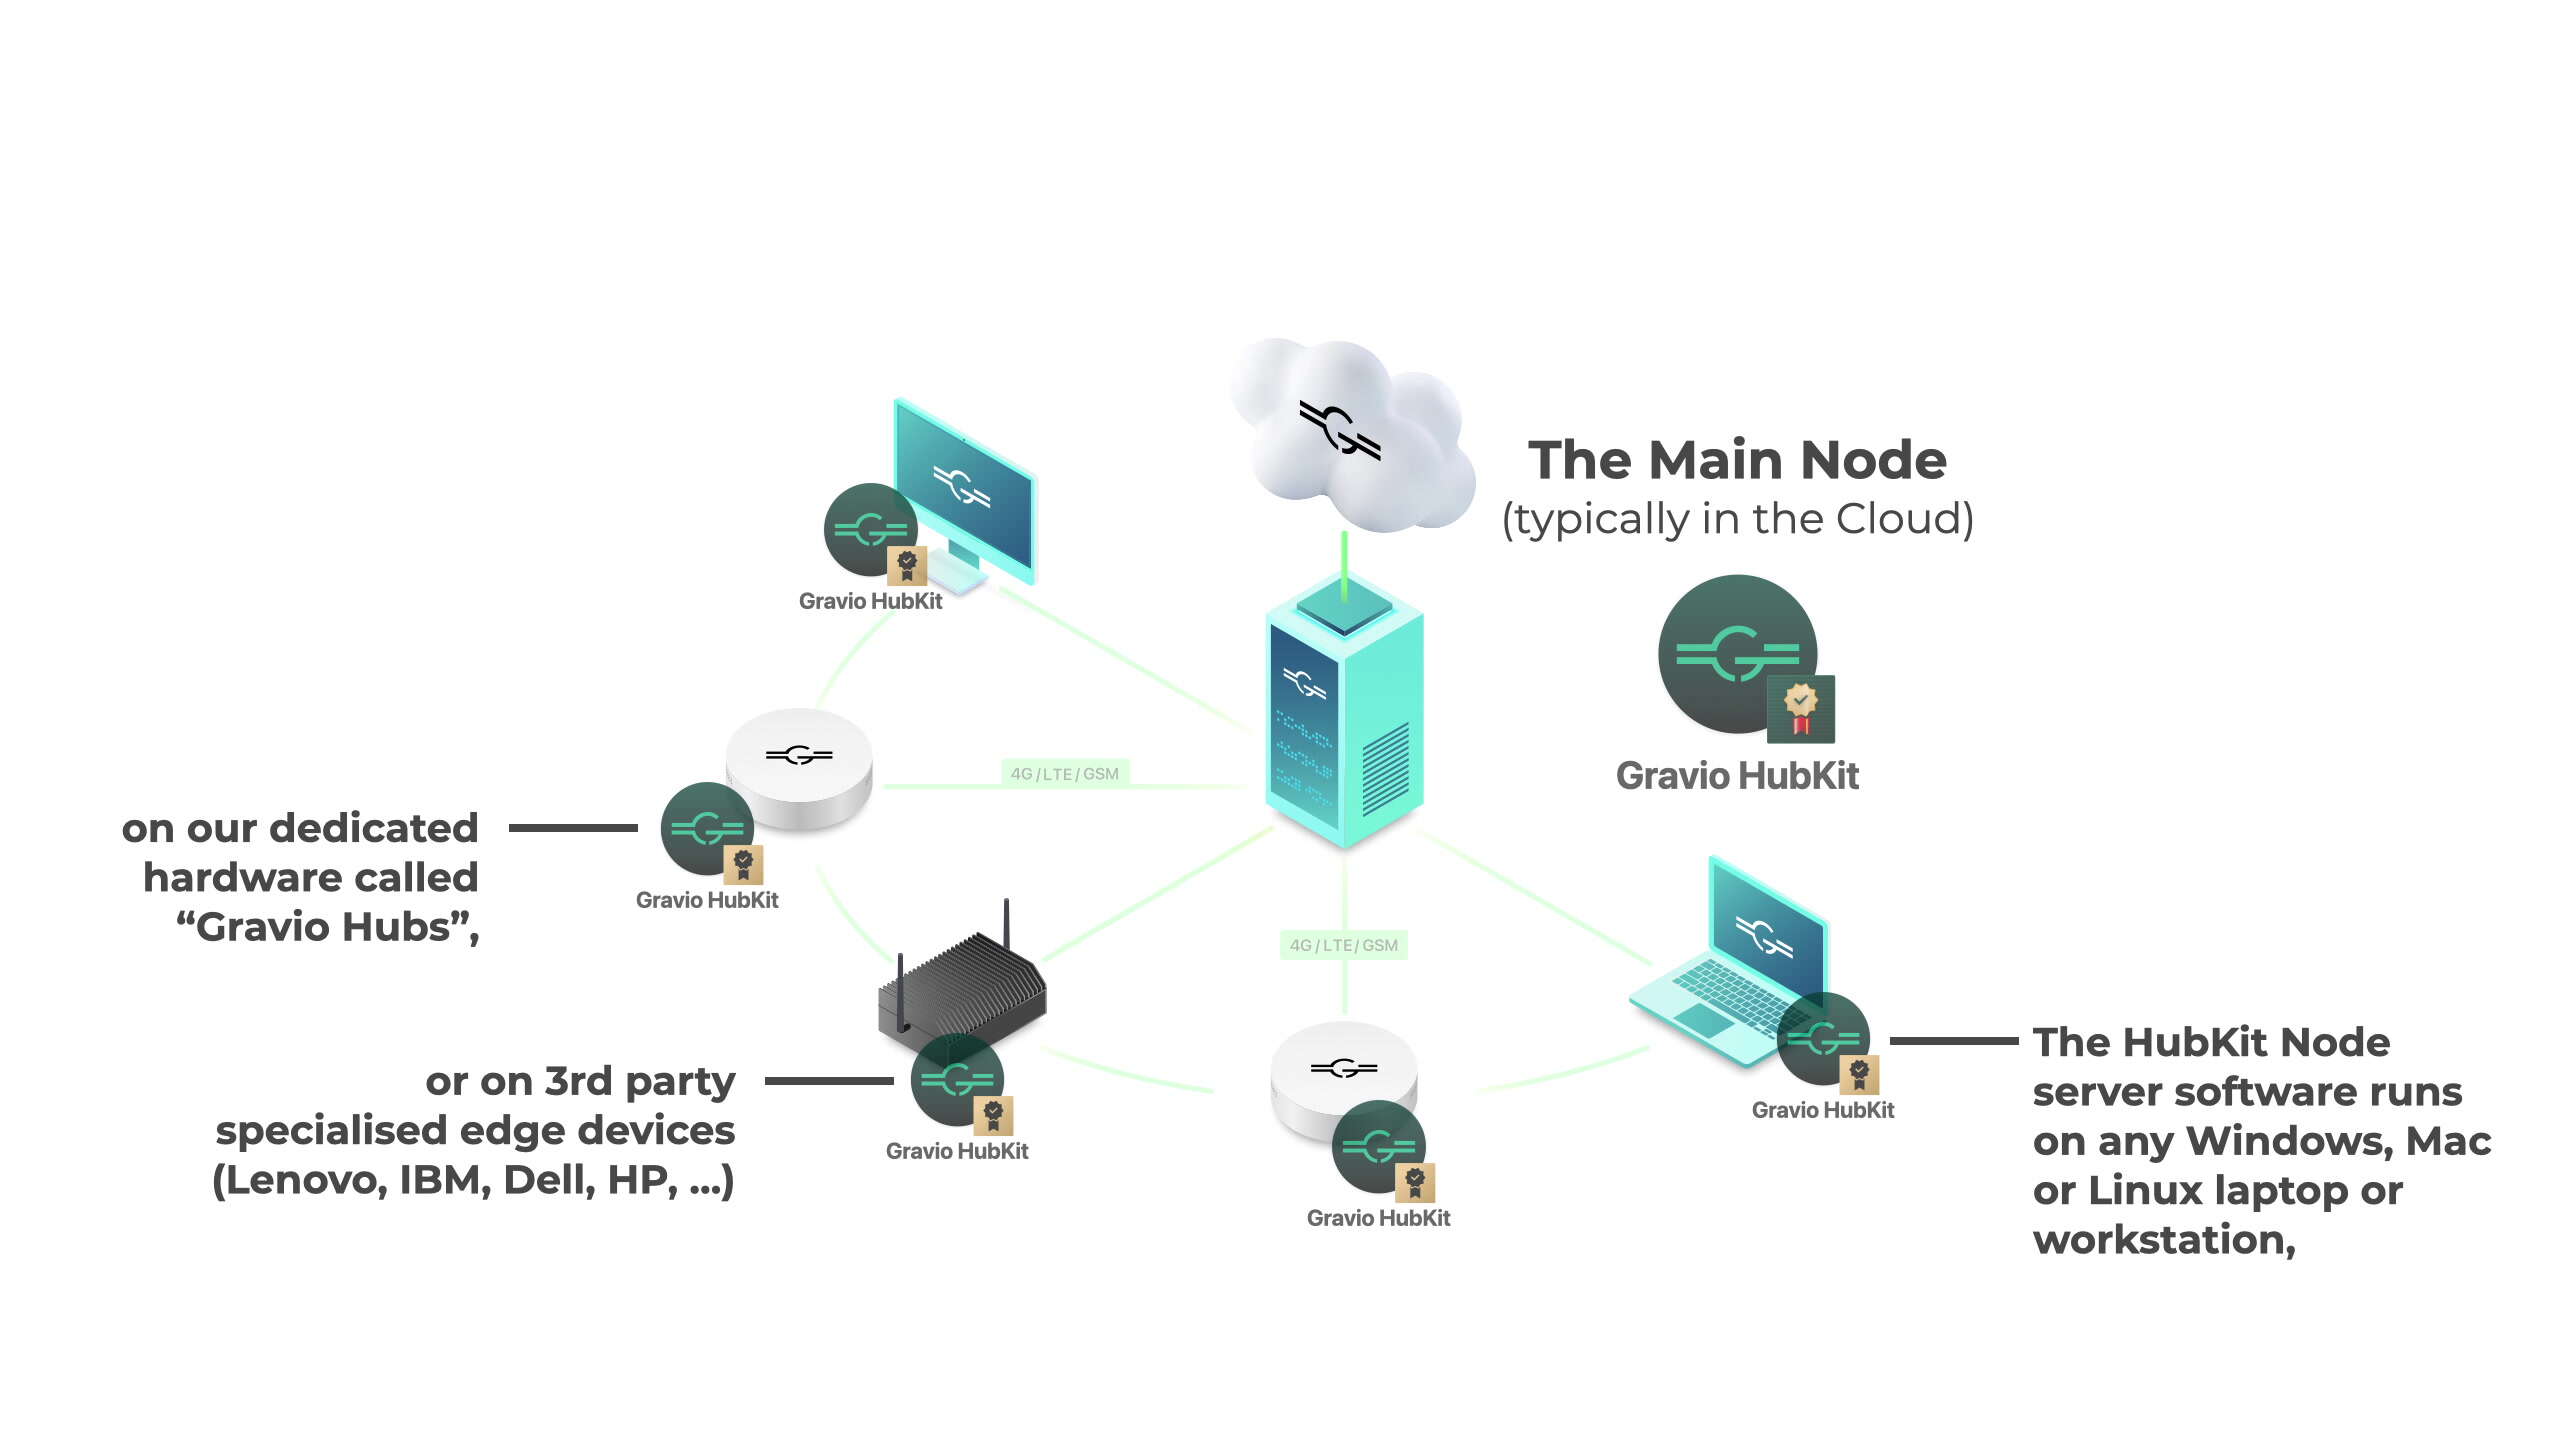 The Main Node
(typically in the Cloud)
Gravio HubKit
Gravio HubKit
4G / LTE / GSM
on our dedicated
hardware called
“Gravio Hubs”,
Gravio HubKit
4G / LTE / GSM
or on 3rd party
specialised edge devices
(Lenovo, IBM, Dell, HP, ...)
Gravio HubKit
Gravio HubKit
Gravio HubKit
The HubKit Node
server software runs
on any Windows, Mac
or Linux laptop or
workstation,